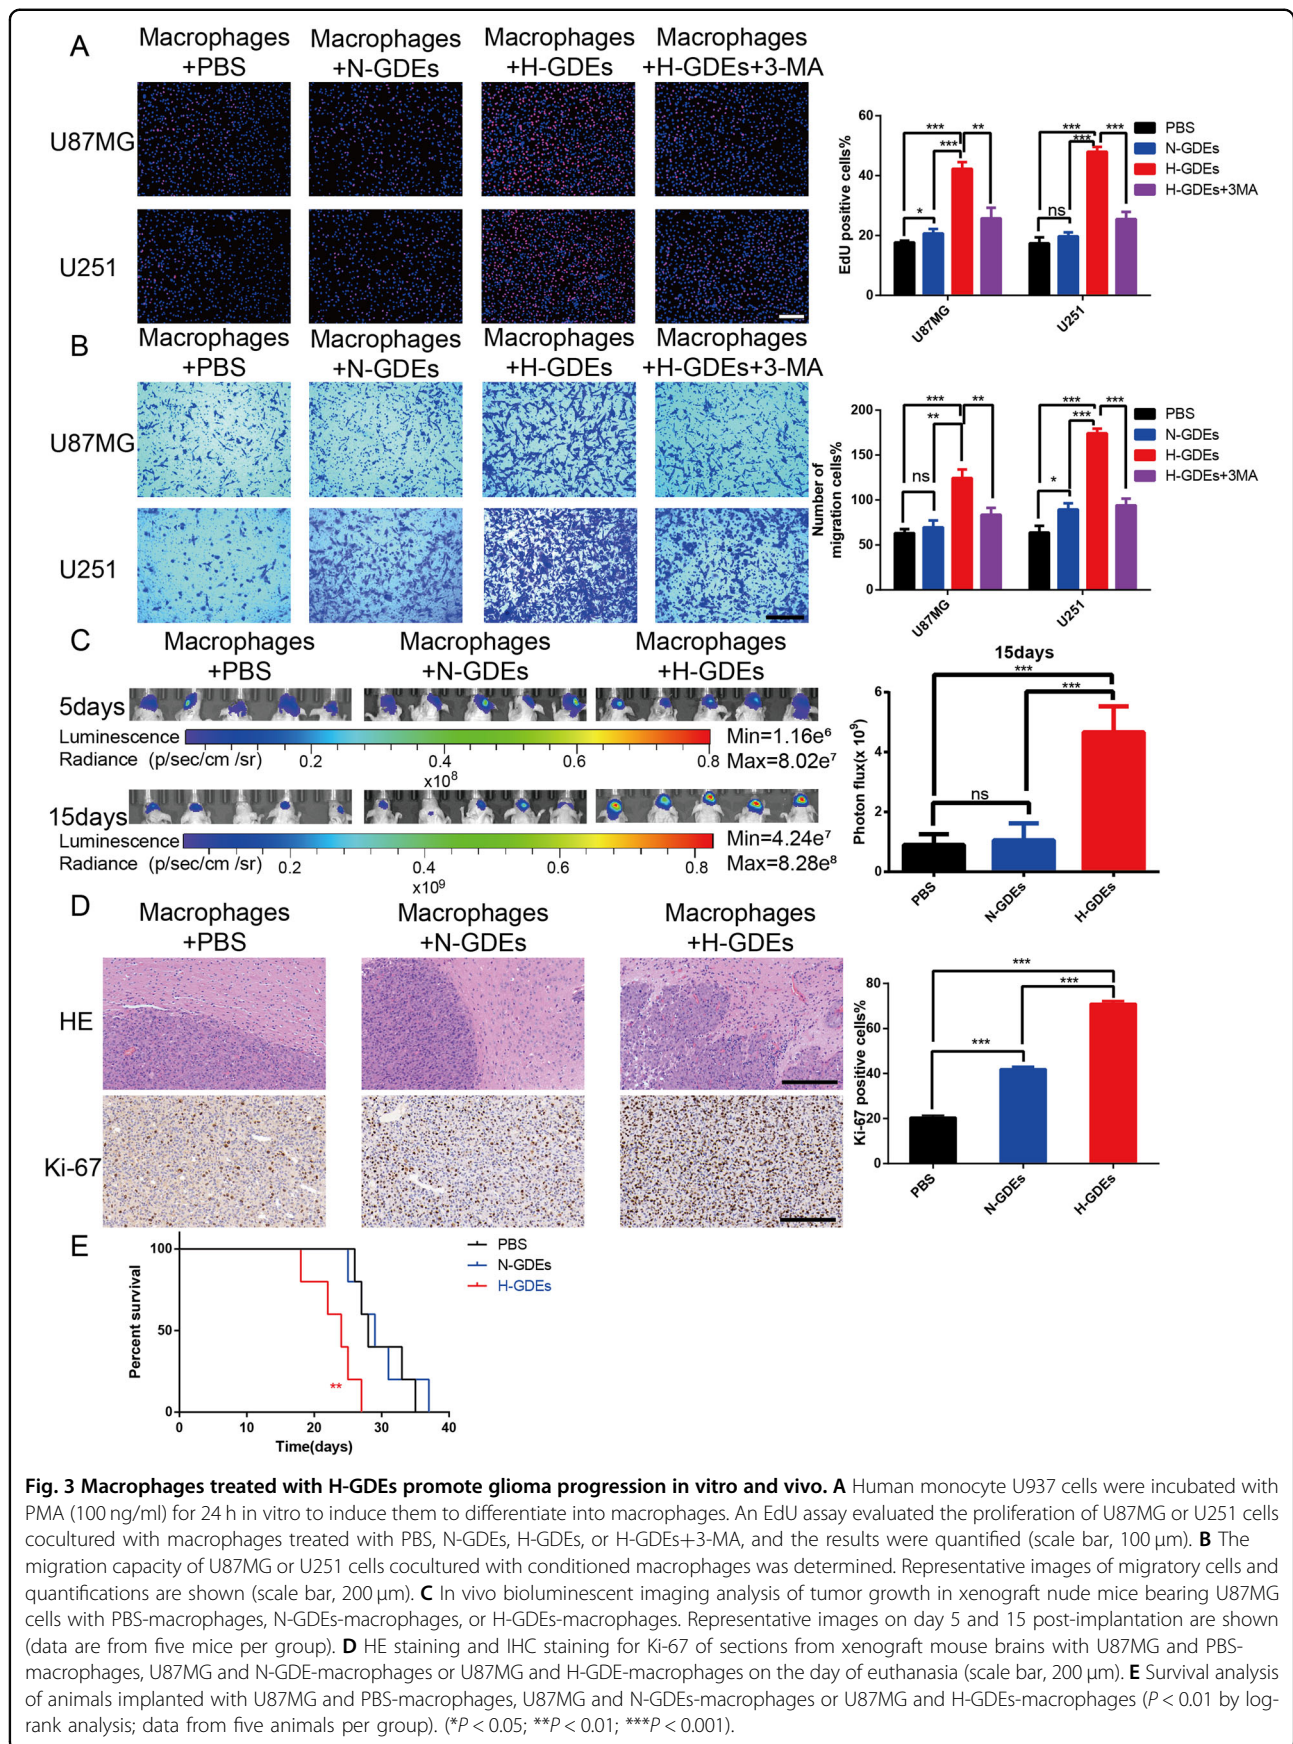 A
Macrophages
+PBS
Macrophages
+N-GDEs
Macrophages
+H-GDEs
Macrophages
+H-GDEs+3-MA
U87MG
U251
EdU positive cells%
60
40
20
0
*** ** *** *** *** ***
* ns
U87MG
U251
PBS
N-GDEs
H-GDEs
H-GDEs+3MA
B
Macrophages
+PBS
Macrophages
+N-GDEs
Macrophages
+H-GDEs
Macrophages
+H-GDEs+3-MA
U87MG
U251
Number of
migration cells%
200
150
100
50
0
*** ** ** *** *** ***
ns *
U87MG
U251
PBS
N-GDEs
H-GDEs
H-GDEs+3MA
C
Macrophages
+PBS
Macrophages
+N-GDEs
Macrophages
+H-GDEs
5days
Luminescence
Radiance (p/sec/cm /sr)
0.2 0.4 0.6 0.8
x10⁸
Min=1.16e⁶
Max=8.02e⁷
15days
Luminescence
Radiance (p/sec/cm /sr)
0.2 0.4 0.6 0.8
x10⁹
Min=4.24e⁷
Max=8.28e⁸
15days
Photon flux(x 10⁹)
6
4
2
0
***
***
ns
PBS
N-GDEs
H-GDEs
D
Macrophages
+PBS
Macrophages
+N-GDEs
Macrophages
+H-GDEs
HE
Ki-67
Ki-67 positive cells%
80
60
40
20
0
***
***
***
PBS
N-GDEs
H-GDEs
E
Percent survival
100
50
0
**
0 20 30 40
Time(days)
PBS
N-GDEs
H-GDEs
Fig. 3 Macrophages treated with H-GDEs promote glioma progression in vitro and vivo. A Human monocyte U937 cells were incubated with
PMA (100 ng/ml) for 24 h in vitro to induce them to differentiate into macrophages. An EdU assay evaluated the proliferation of U87MG or U251 cells
cocultured with macrophages treated with PBS, N-GDEs, H-GDEs, or H-GDEs+3-MA, and the results were quantified (scale bar, 100 μm). B The
migration capacity of U87MG or U251 cells cocultured with conditioned macrophages was determined. Representative images of migratory cells and
quantifications are shown (scale bar, 200 μm). C In vivo bioluminescent imaging analysis of tumor growth in xenograft nude mice bearing U87MG
cells with PBS-macrophages, N-GDEs-macrophages, or H-GDEs-macrophages. Representative images on day 5 and 15 post-implantation are shown
(data are from five mice per group). D HE staining and IHC staining for Ki-67 of sections from xenograft mouse brains with U87MG and PBS-
macrophages, U87MG and N-GDE-macrophages or U87MG and H-GDE-macrophages on the day of euthanasia (scale bar, 200 μm). E Survival analysis
of animals implanted with U87MG and PBS-macrophages, U87MG and N-GDEs-macrophages or U87MG and H-GDEs-macrophages (P < 0.01 by log-
rank analysis; data from five animals per group). (*P < 0.05; **P < 0.01; ***P < 0.001).